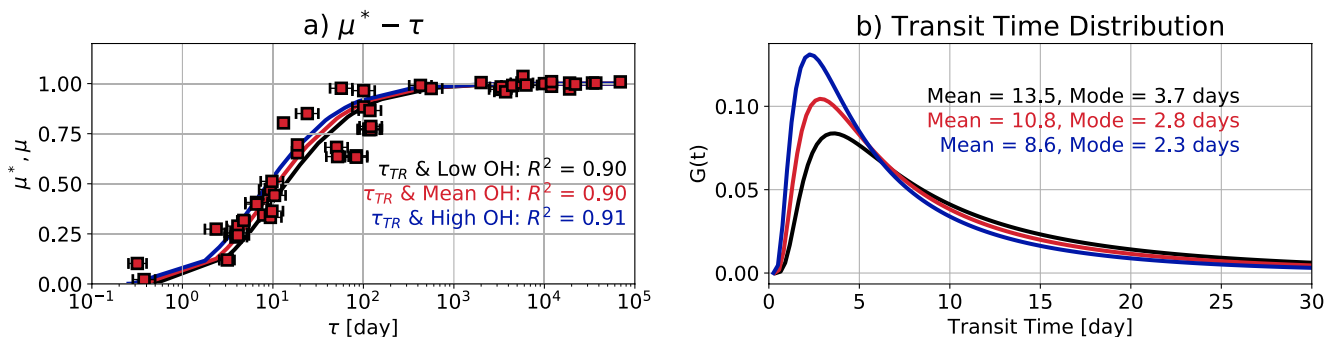 a) μ* − τ
μ*, μ
1.00
0.75
0.50
0.25
0.00
τ_TR & Low OH: R² = 0.90
τ_TR & Mean OH: R² = 0.90
τ_TR & High OH: R² = 0.91
10⁻¹ 10⁰ 10¹ 10² 10³ 10⁴ 10⁵
τ [day]
b) Transit Time Distribution
G(t)
0.10
0.05
0.00
Mean = 13.5, Mode = 3.7 days
Mean = 10.8, Mode = 2.8 days
Mean = 8.6, Mode = 2.3 days
0 5 10 15 20 25 30
Transit Time [day]